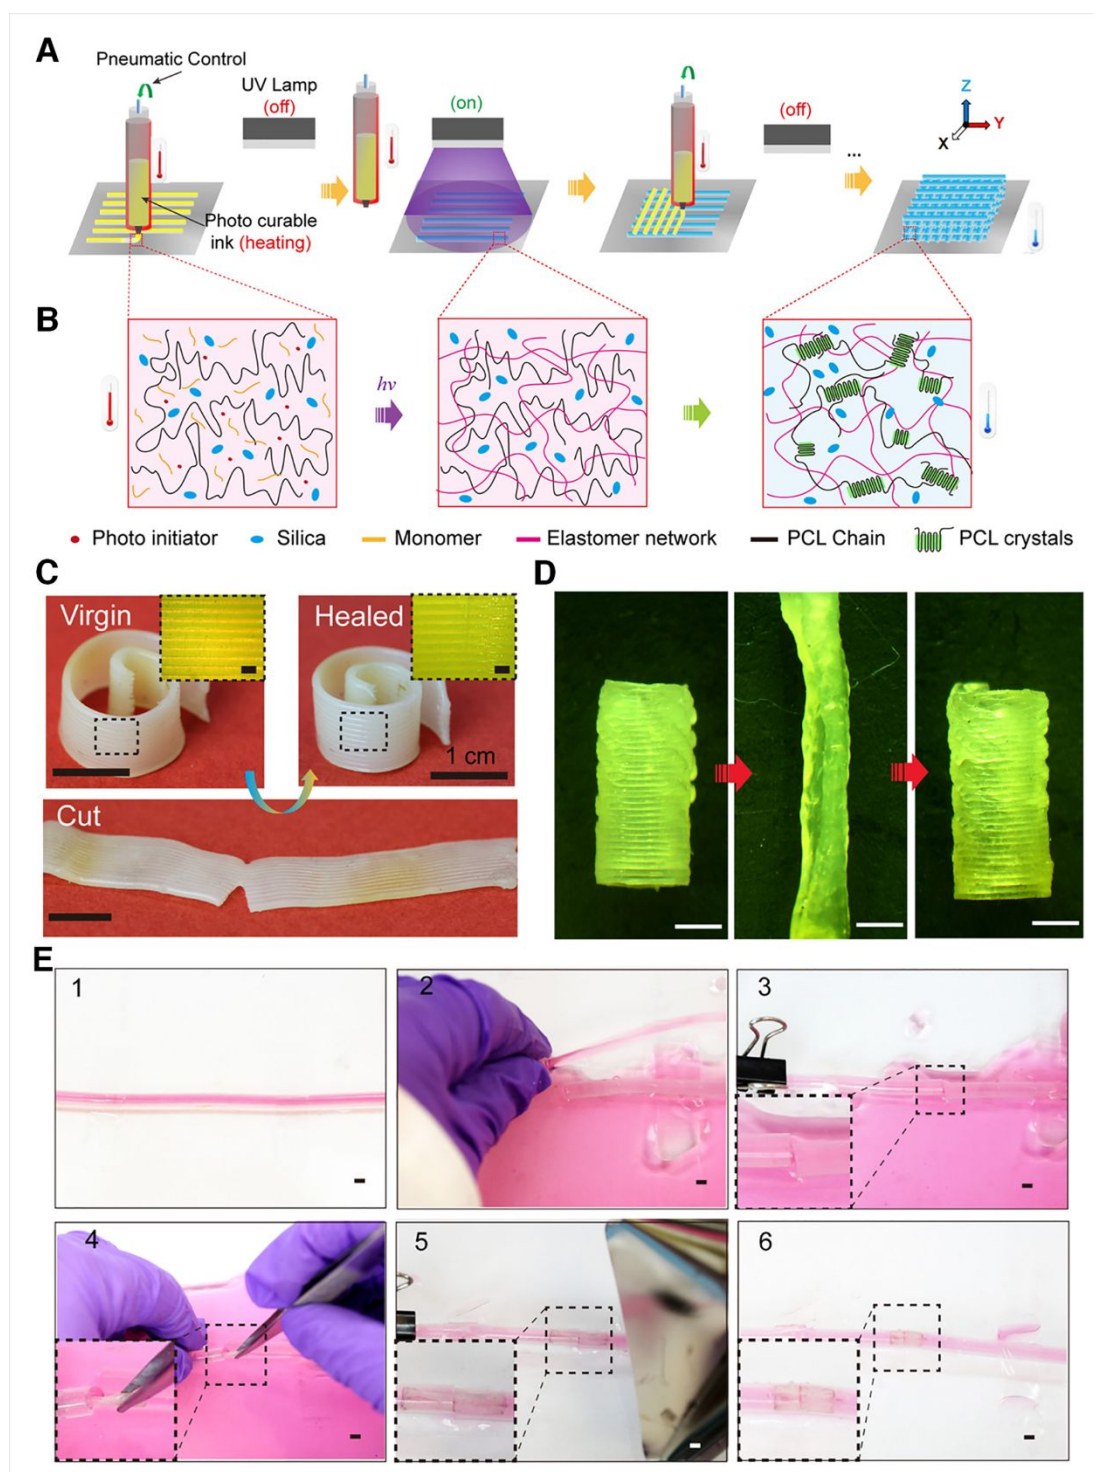 A
Pneumatic Control
UV Lamp
(off)
(on)
(off)
...
Z
Y
X
Photo curable
ink (heating)
B
hv
Photo initiator
Silica
Monomer
Elastomer network
PCL Chain
PCL crystals
C
Virgin
Healed
1 cm
Cut
D
E
1
2
3
4
5
6